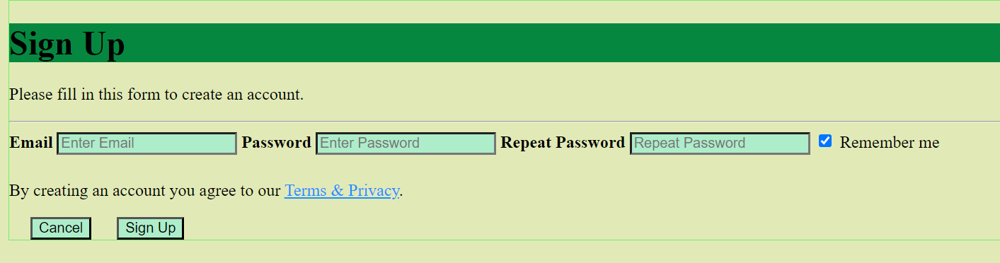 Sign Up
Please fill in this form to create an account.
Email Enter Email Password Enter Password Repeat Password Repeat Password Remember me
By creating an account you agree to our Terms & Privacy.
Cancel Sign Up